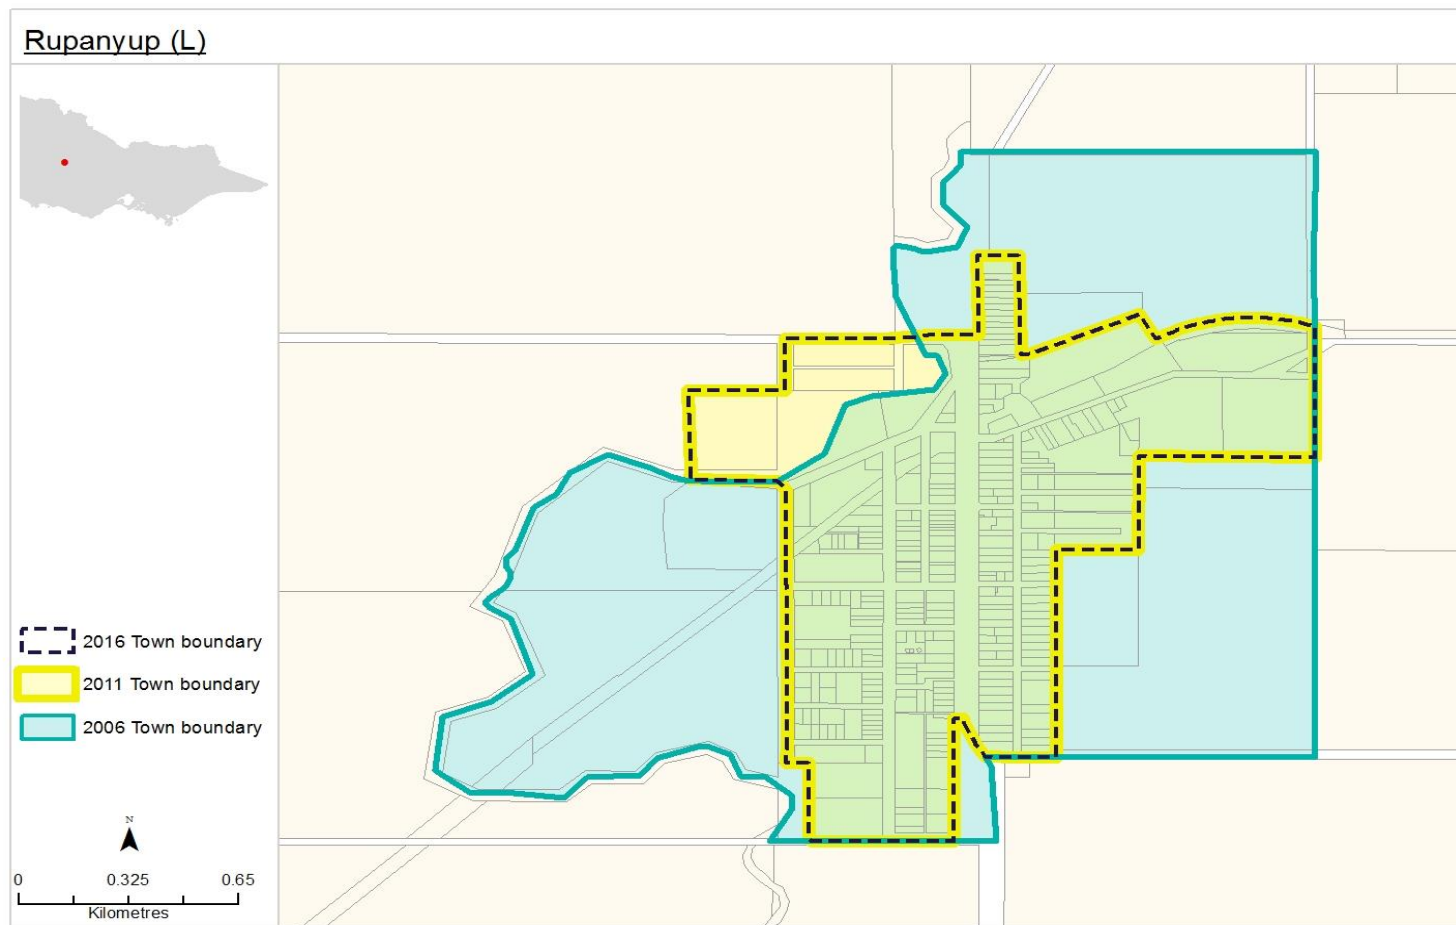 Rupanyup (L)
2016 Town boundary
2011 Town boundary
2006 Town boundary
N
0 0.325 0.65
Kilometres